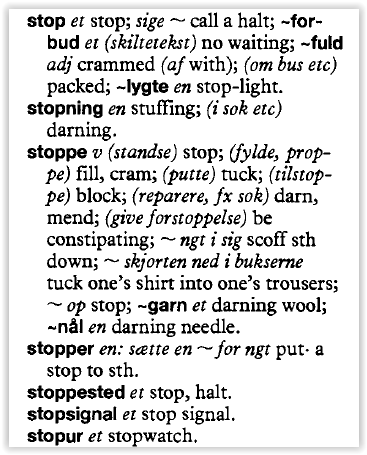 stop et stop; sige ~ call a halt; ~for-
bud et (skiltetekst) no waiting; ~fuld
adj crammed (af with); (om bus etc)
packed; ~lygte en stop-light.
stopning en stuffing; (i sok etc)
darning.
stoppe v (standse) stop; (fylde, prop-
pe) fill, cram; (putte) tuck; (tilstop-
pe) block; (reparere, fx sok) darn,
mend; (give forstoppelse) be
constipating; ~ ngt i sig scoff sth
down; ~ skjorten ned i bukserne
tuck one's shirt into one's trousers;
~ op stop; ~garn et darning wool;
~nål en darning needle.
stopper en: sætte en ~ for ngt put· a
stop to sth.
stoppested et stop, halt.
stopsignal et stop signal.
stopur et stopwatch.